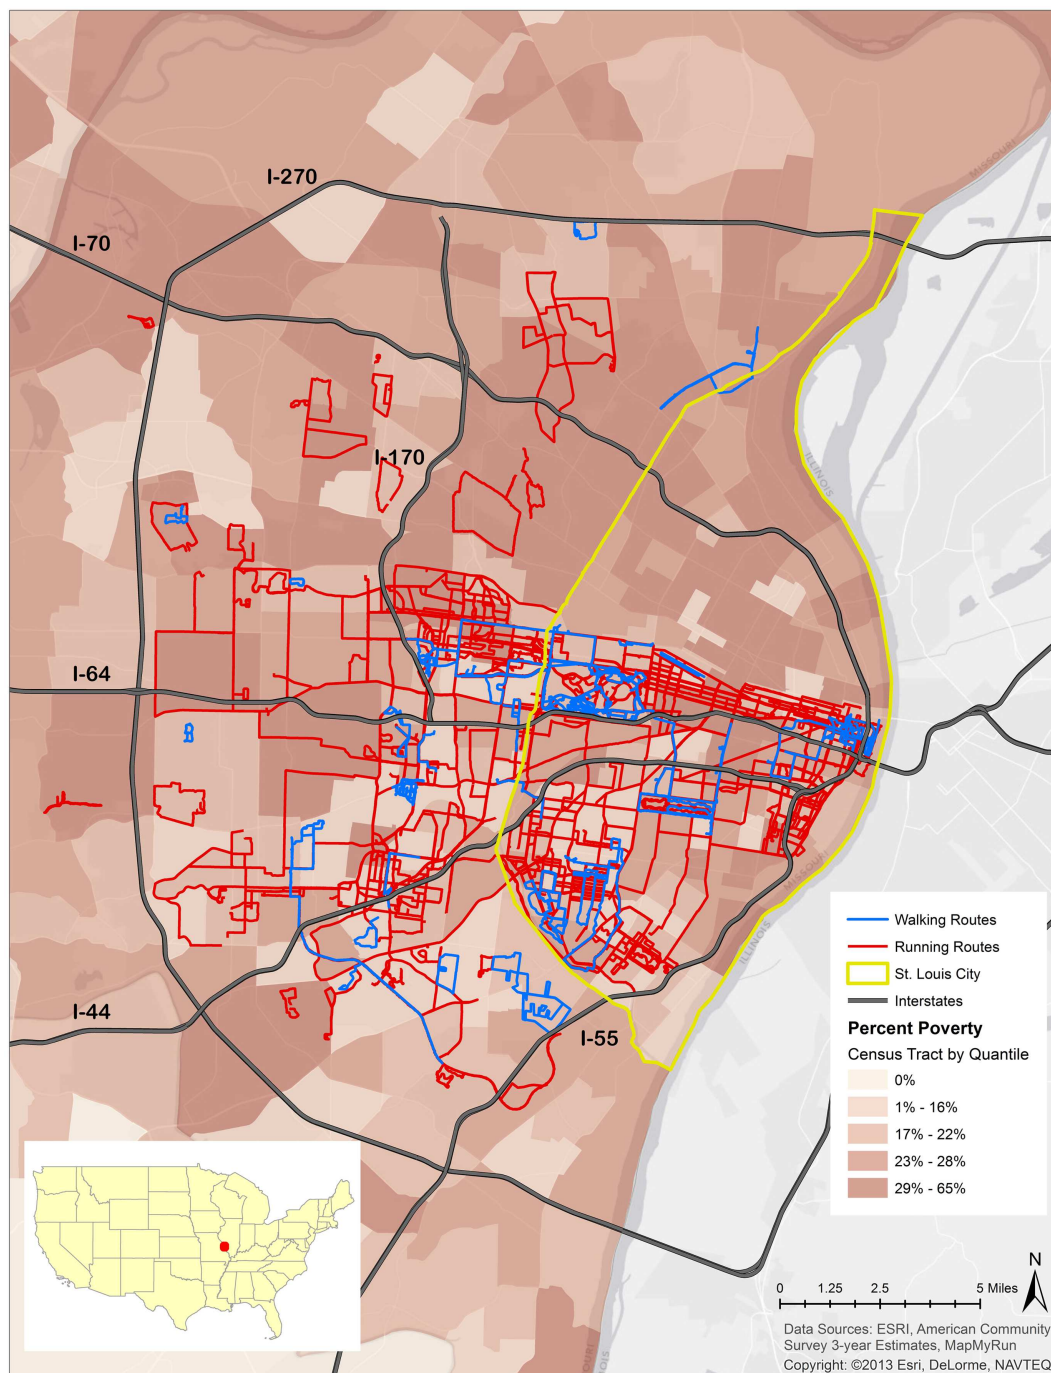 I-270
MISSOURI
I-70
I-170
ILLINOIS
I-64
MISSOURI
ILLINOIS
Walking Routes
Running Routes
St. Louis City
I-44
Interstates
I-55
Percent Poverty
Census Tract by Quantile
0%
1% - 16%
17% - 22%
23% - 28%
29% - 65%
N
0 1.25 2.5 5 Miles
Data Sources: ESRI, American Community
Survey 3-year Estimates, MapMyRun
Copyright: ©2013 Esri, DeLorme, NAVTEQ